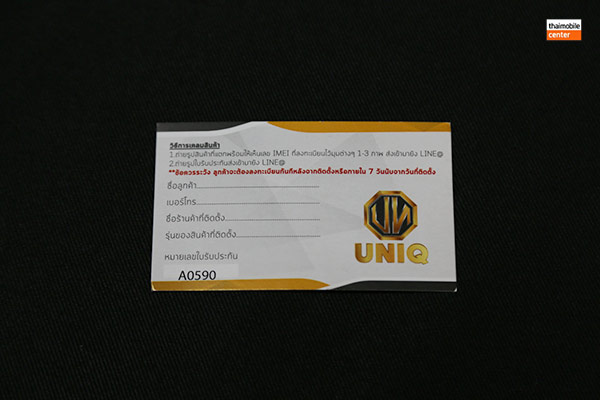 thaimobile
center
วิธีการเคลมสินค้า
1.ถ่ายรูปสินค้าที่แตกพร้อมให้เห็นเลข IMEI ที่ลงทะเบียนไว้มุมต่างๆ 1-3 ภาพ ส่งเข้ามายัง LINE@
2.ถ่ายรูปใบรับประกันส่งเข้ามายัง LINE@
**ข้อควรระวัง ลูกค้าจะต้องลงทะเบียนทันทีหลังจากติดตั้งหรือภายใน 7 วันนับจากวันที่ติดตั้ง
ชื่อลูกค้า
เบอร์โทร
ชื่อร้านค้าที่ติดตั้ง
รุ่นของสินค้าที่ติดตั้ง
UNIQ
หมายเลขใบรับประกัน
A0590